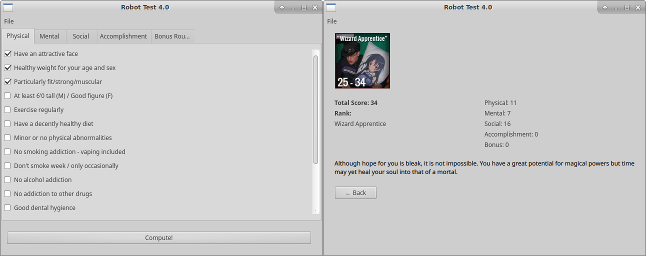 Robot Test 4.0
File
Physical
Mental
Social
Accomplishment
Bonus Rou...
Have an attractive face
Healthy weight for your age and sex
Particularly fit/strong/muscular
At least 6'0 tall (M) / Good figure (F)
Exercise regularly
Have a decently healthy diet
Minor or no physical abnormalities
No smoking addiction - vaping included
Don't smoke week / only occasionally
No alcohol addiction
No addiction to other drugs
Good dental hygience
Compute!
Robot Test 4.0
File
"Wizard Apprentice"
25 - 34
Total Score: 34
Rank:
Wizard Apprentice
Physical: 11
Mental: 7
Social: 16
Accomplishment: 0
Bonus: 0
Although hope for you is bleak, it is not impossible. You have a great potential for magical powers but time
may yet heal your soul into that of a mortal.
... Back